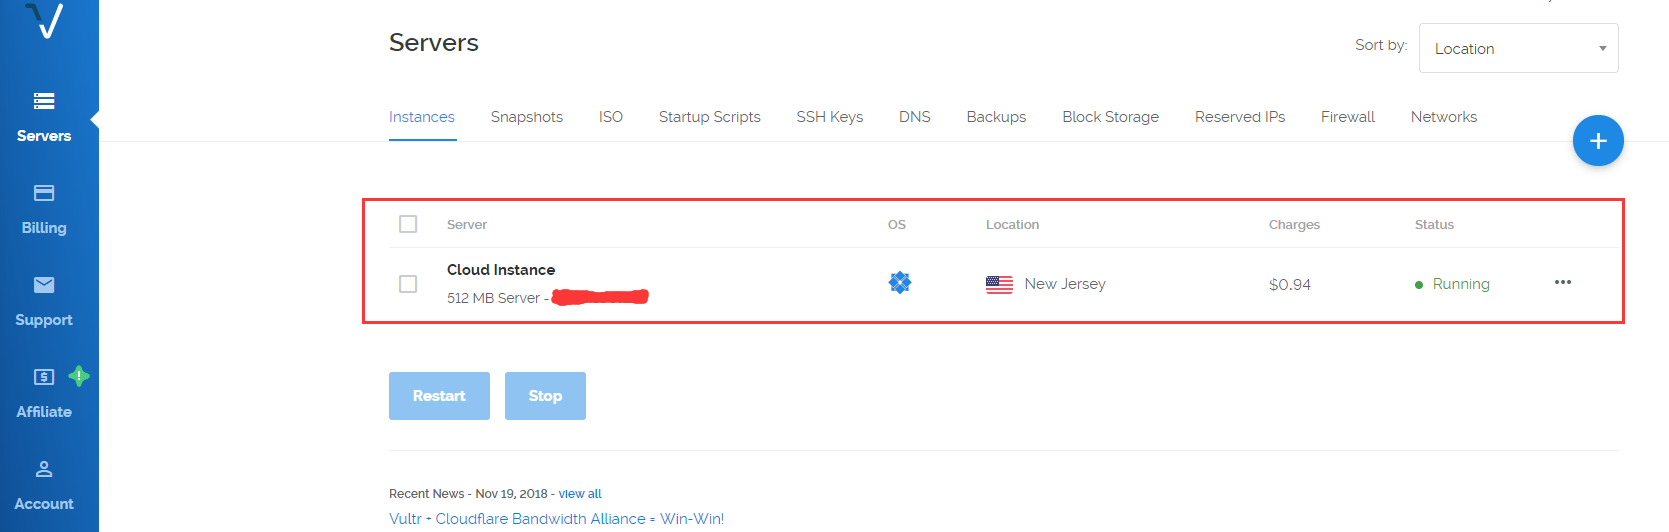 Servers
Sort by:
Location
Instances
Snapshots
ISO
Startup Scripts
SSH Keys
DNS
Backups
Block Storage
Reserved IPs
Firewall
Networks
+
Servers
Billing
Support
Affiliate
Account
Server
OS
Location
Charges
Status
Cloud Instance
512 MB Server -
New Jersey
$0.94
Running
Restart
Stop
Recent News - Nov 19, 2018 - view all
Vultr + Cloudflare Bandwidth Alliance = Win-Win!